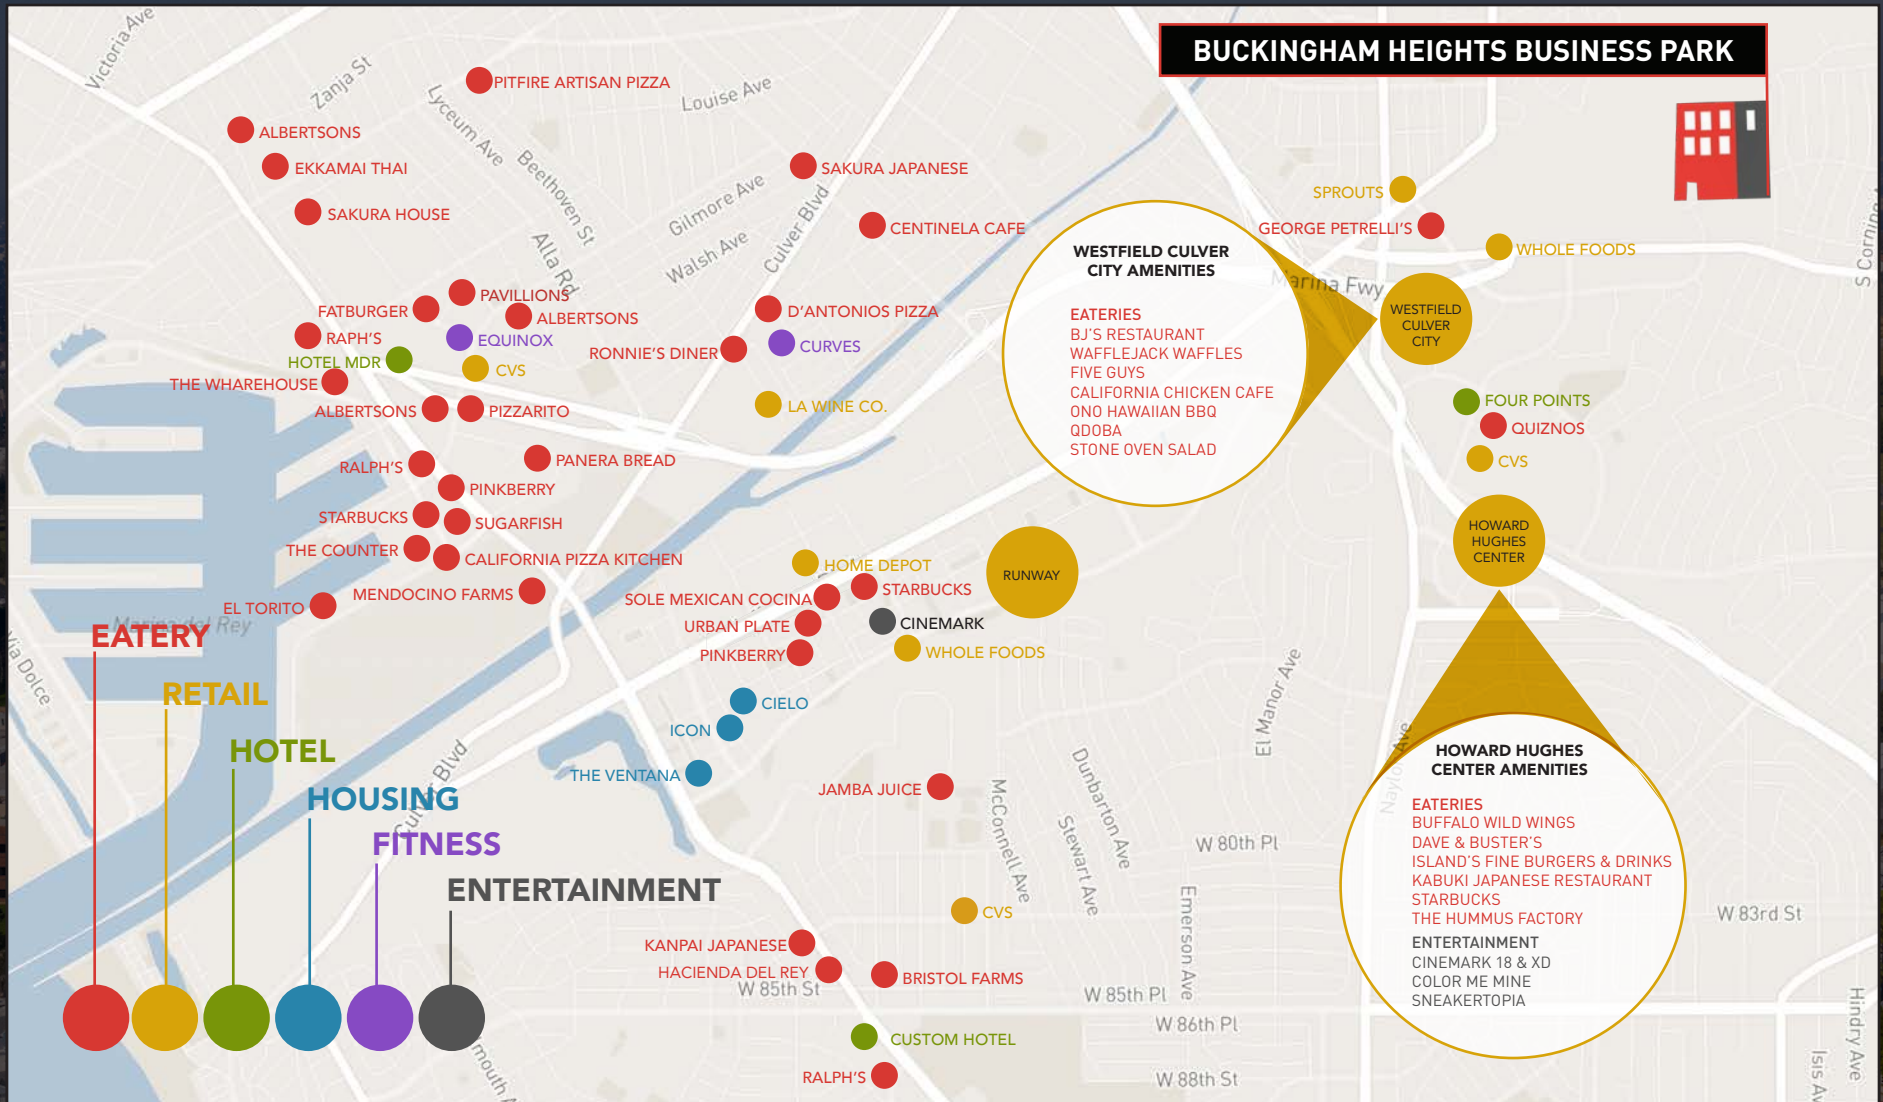 BUCKINGHAM HEIGHTS BUSINESS PARK
Victoria Ave
Zanja St
Lyceum Ave
PITFIRE ARTISAN PIZZA
Louise Ave
ALBERTSONS
EKKAMAI THAI
SAKURA HOUSE
Beethoven St
Alla Rd
Gilmore Ave
Walsh Ave
Culver Blvd
SAKURA JAPANESE
CENTINELA CAFE
SPROUTS
GEORGE PETRELLI'S
WHOLE FOODS
Marina Fwy
WESTFIELD
CULVER
CITY
WESTFIELD CULVER
CITY AMENITIES
EATERIES
BJ'S RESTAURANT
WAFFLEJACK WAFFLES
FIVE GUYS
CALIFORNIA CHICKEN CAFE
ONO HAWAIIAN BBQ
QDOBA
STONE OVEN SALAD
PAVILLIONS
FATBURGER
ALBERTSONS
RAPH'S
EQUINOX
HOTEL MDR
CVS
THE WHAREHOUSE
ALBERTSONS
PIZZARITO
D'ANTONIOS PIZZA
RONNIE'S DINER
CURVES
LA WINE CO.
FOUR POINTS
QUIZNOS
CVS
HOWARD
HUGHES
CENTER
RALPH'S
PANERA BREAD
PINKBERRY
STARBUCKS
SUGARFISH
THE COUNTER
CALIFORNIA PIZZA KITCHEN
MENDOCINO FARMS
EL TORITO
Marina del Rey
HOME DEPOT
STARBUCKS
SOLE MEXICAN COCINA
URBAN PLATE
CINEMARK
PINKBERRY
WHOLE FOODS
RUNWAY
CIELO
ICON
THE VENTANA
JAMBA JUICE
Via Dolce
EATERY
RETAIL
HOTEL
HOUSING
FITNESS
ENTERTAINMENT
Culver Blvd
El Manor Ave
Dunbarton Ave
McConnell Ave
Stewart Ave
Emerson Ave
W 80th Pl
HOWARD HUGHES
CENTER AMENITIES
EATERIES
BUFFALO WILD WINGS
DAVE & BUSTER'S
ISLAND'S FINE BURGERS & DRINKS
KABUKI JAPANESE RESTAURANT
STARBUCKS
THE HUMMUS FACTORY
ENTERTAINMENT
CINEMARK 18 & XD
COLOR ME MINE
SNEAKERTOPIA
W 83rd St
CVS
KANPAI JAPANESE
HACIENDA DEL REY
BRISTOL FARMS
W 85th St
W 85th Pl
W 86th Pl
CUSTOM HOTEL
RALPH'S
W 88th St
Hindry Ave